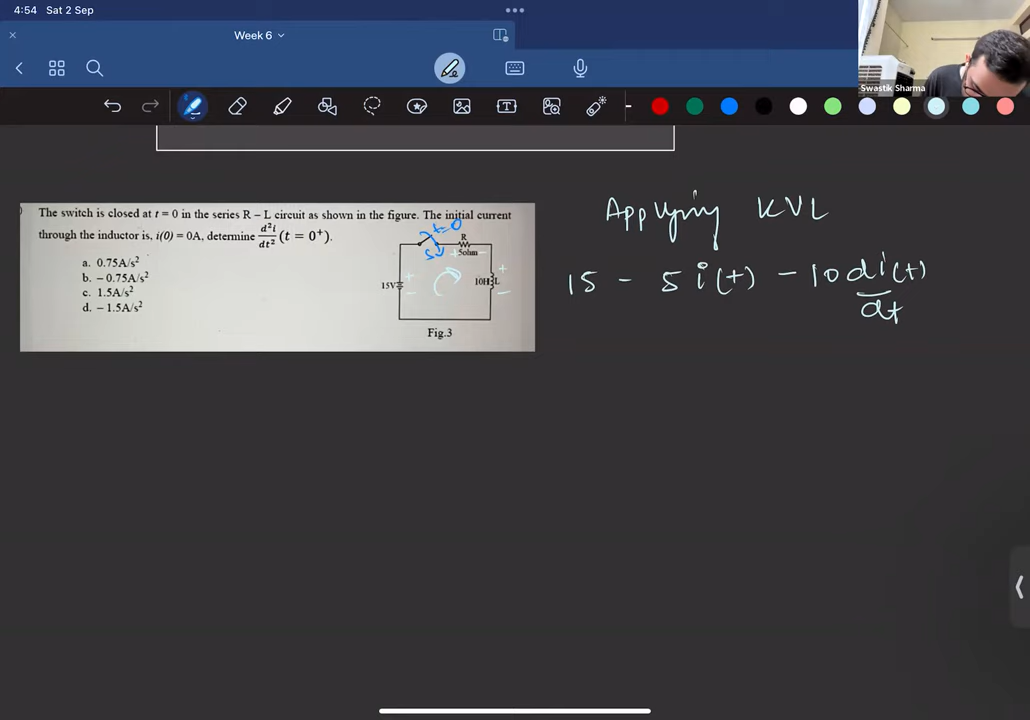 4:54 Sat 2 Sep
Week 6
Swastik Sharma
The switch is closed at t = 0 in the series R – L circuit as shown in the figure. The initial current
through the inductor is, i(0) = 0A, determine d²i/dt² (t = 0⁺).
a. 0.75A/s²
b. – 0.75A/s²
c. 1.5A/s²
d. – 1.5A/s²
t=0
S
R
+ 5ohm –
15V
+
–
10H L
+
–
Fig.3
Applying KVL
15 – 5 i(t) – 10 di(t)
dt